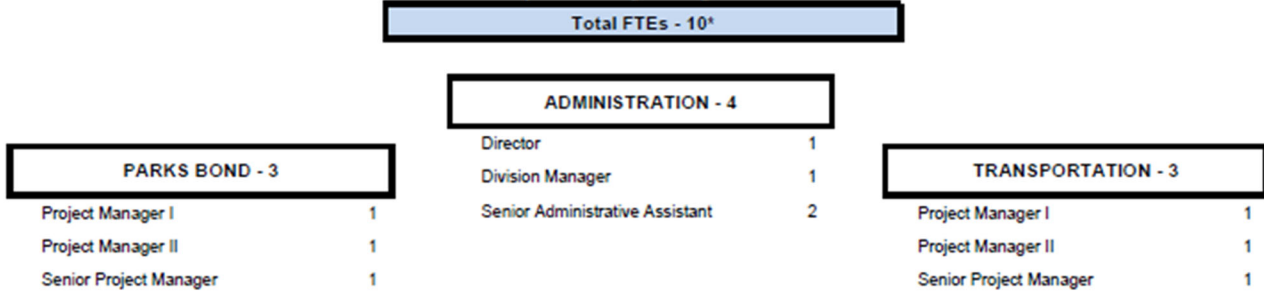 Total FTEs - 10*
ADMINISTRATION - 4
Director 1
Division Manager 1
Senior Administrative Assistant 2
PARKS BOND - 3
Project Manager I 1
Project Manager II 1
Senior Project Manager 1
TRANSPORTATION - 3
Project Manager I 1
Project Manager II 1
Senior Project Manager 1